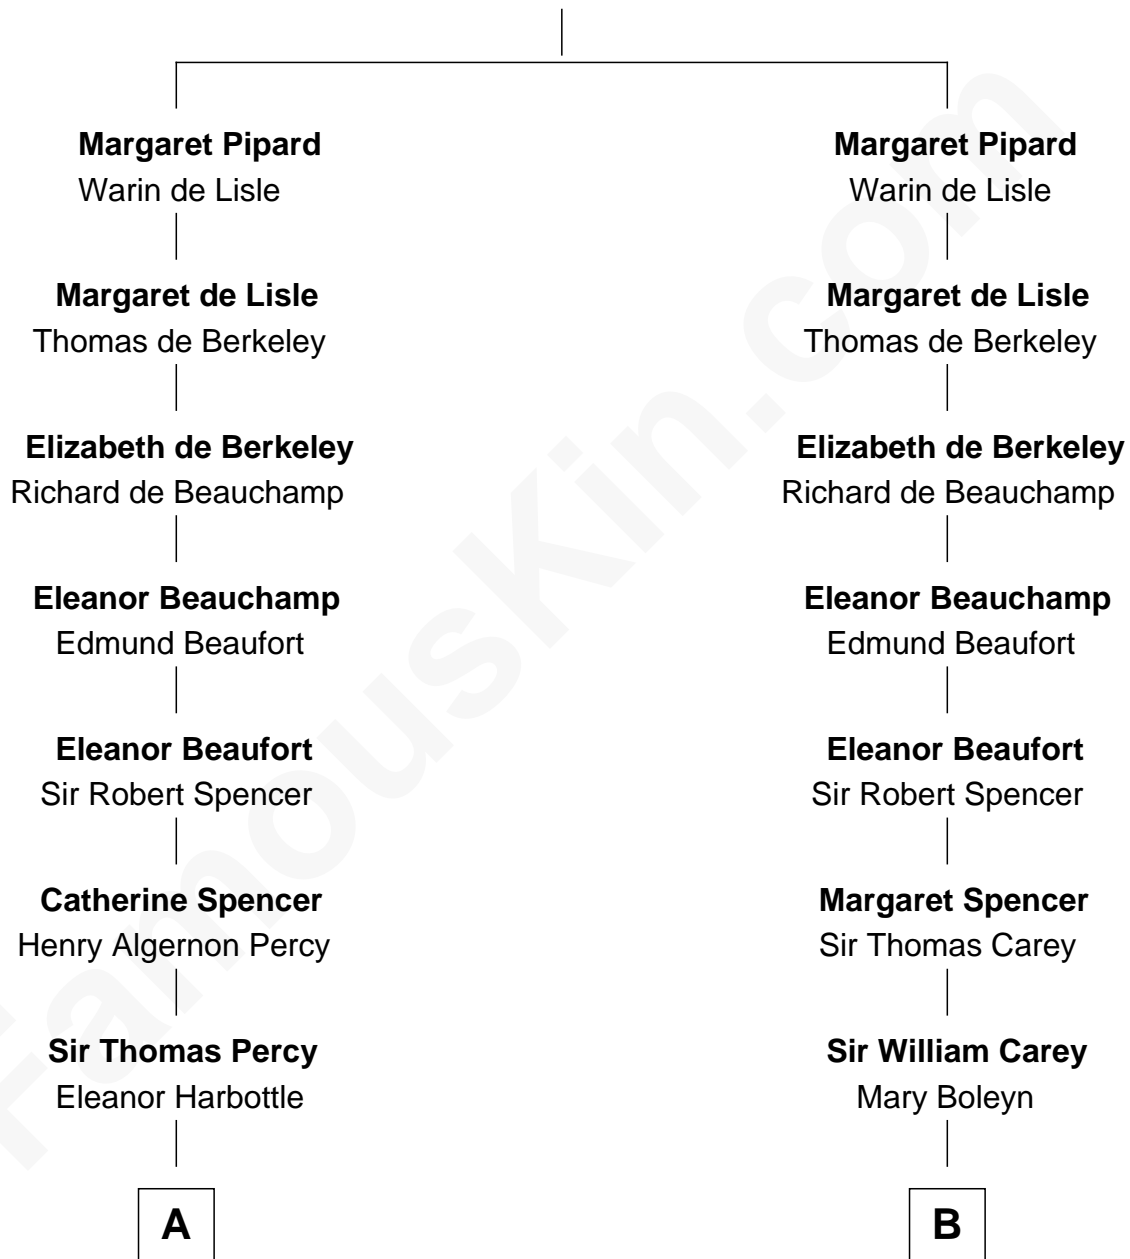 Margaret Pipard
Warin de Lisle
Margaret de Lisle
Thomas de Berkeley
Elizabeth de Berkeley
Richard de Beauchamp
Eleanor Beauchamp
Edmund Beaufort
Eleanor Beaufort
Sir Robert Spencer
Catherine Spencer
Henry Algernon Percy
Sir Thomas Percy
Eleanor Harbottle
A
Margaret Pipard
Warin de Lisle
Margaret de Lisle
Thomas de Berkeley
Elizabeth de Berkeley
Richard de Beauchamp
Eleanor Beauchamp
Edmund Beaufort
Eleanor Beaufort
Sir Robert Spencer
Margaret Spencer
Sir Thomas Carey
Sir William Carey
Mary Boleyn
B
FamousKin.com